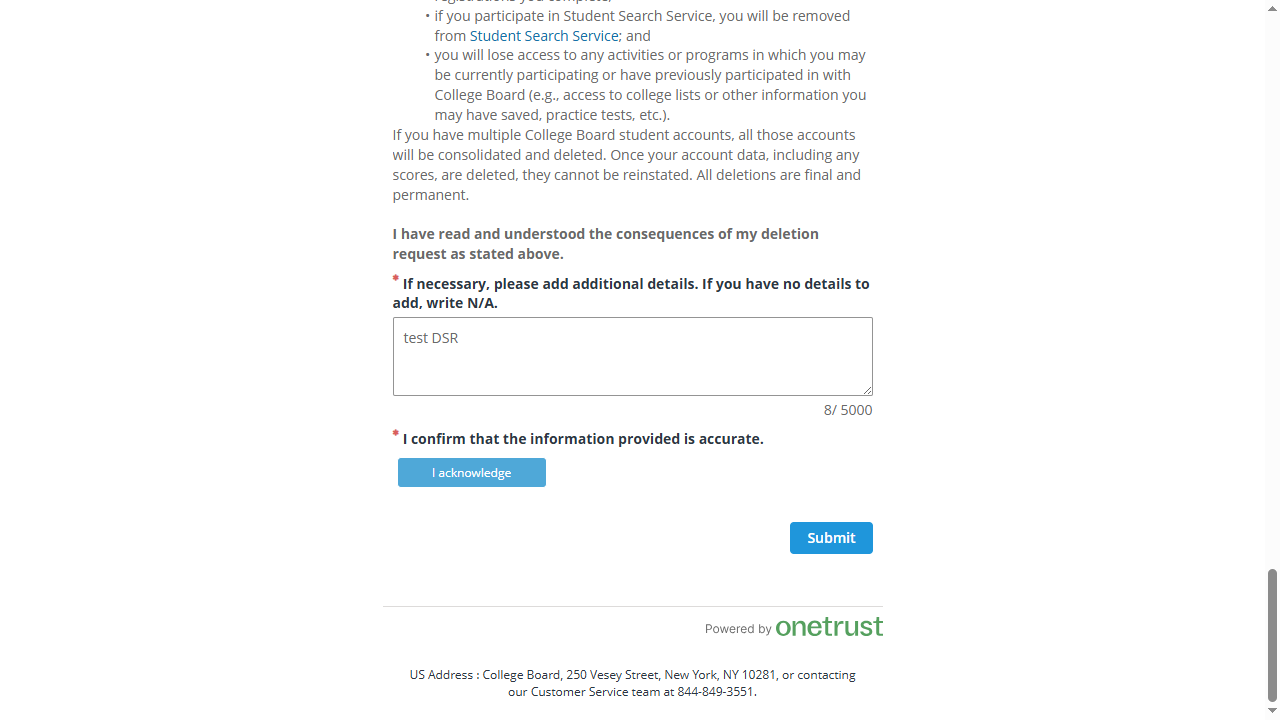 • if you participate in Student Search Service, you will be removed
from Student Search Service; and
• you will lose access to any activities or programs in which you may
be currently participating or have previously participated in with
College Board (e.g., access to college lists or other information you
may have saved, practice tests, etc.).
If you have multiple College Board student accounts, all those accounts
will be consolidated and deleted. Once your account data, including any
scores, are deleted, they cannot be reinstated. All deletions are final and
permanent.
I have read and understood the consequences of my deletion
request as stated above.
* If necessary, please add additional details. If you have no details to
add, write N/A.
test DSR
8/ 5000
* I confirm that the information provided is accurate.
I acknowledge
Submit
Powered by onetrust
US Address : College Board, 250 Vesey Street, New York, NY 10281, or contacting
our Customer Service team at 844-849-3551.